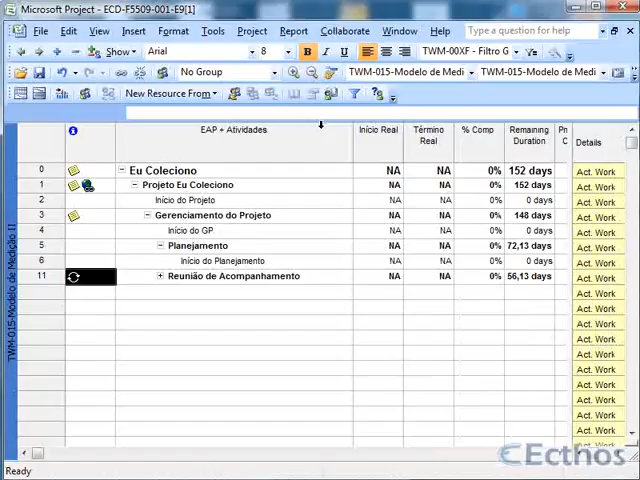 Microsoft Project - ECD-F5509-001-E9[1]
File Edit View Insert Format Tools Project Report Collaborate Window Help Type a question for help
Show Arial 8 B I U TWM-00XF - Filtro G
No Group TWM-015-Modelo de Medi TWM-015-Modelo de Medi
New Resource From
EAP + Atividades Início Real Término Real % Comp Remaining Duration Details
0 Eu Coleciono NA NA 0% 152 days Act. Work
1 Projeto Eu Coleciono NA NA 0% 152 days Act. Work
2 Início do Projeto NA NA 0% 0 days Act. Work
3 Gerenciamento do Projeto NA NA 0% 148 days Act. Work
4 Início do GP NA NA 0% 0 days Act. Work
5 Planejamento NA NA 0% 72,13 days Act. Work
6 Início do Planejamento NA NA 0% 0 days Act. Work
11 Reunião de Acompanhamento NA NA 0% 56,13 days Act. Work
Act. Work
Act. Work
Act. Work
Act. Work
Act. Work
Act. Work
Act. Work
Act. Work
Act. Work
Act. Work
TWM-015-Modelo de Medição II
Ecthos
Ready